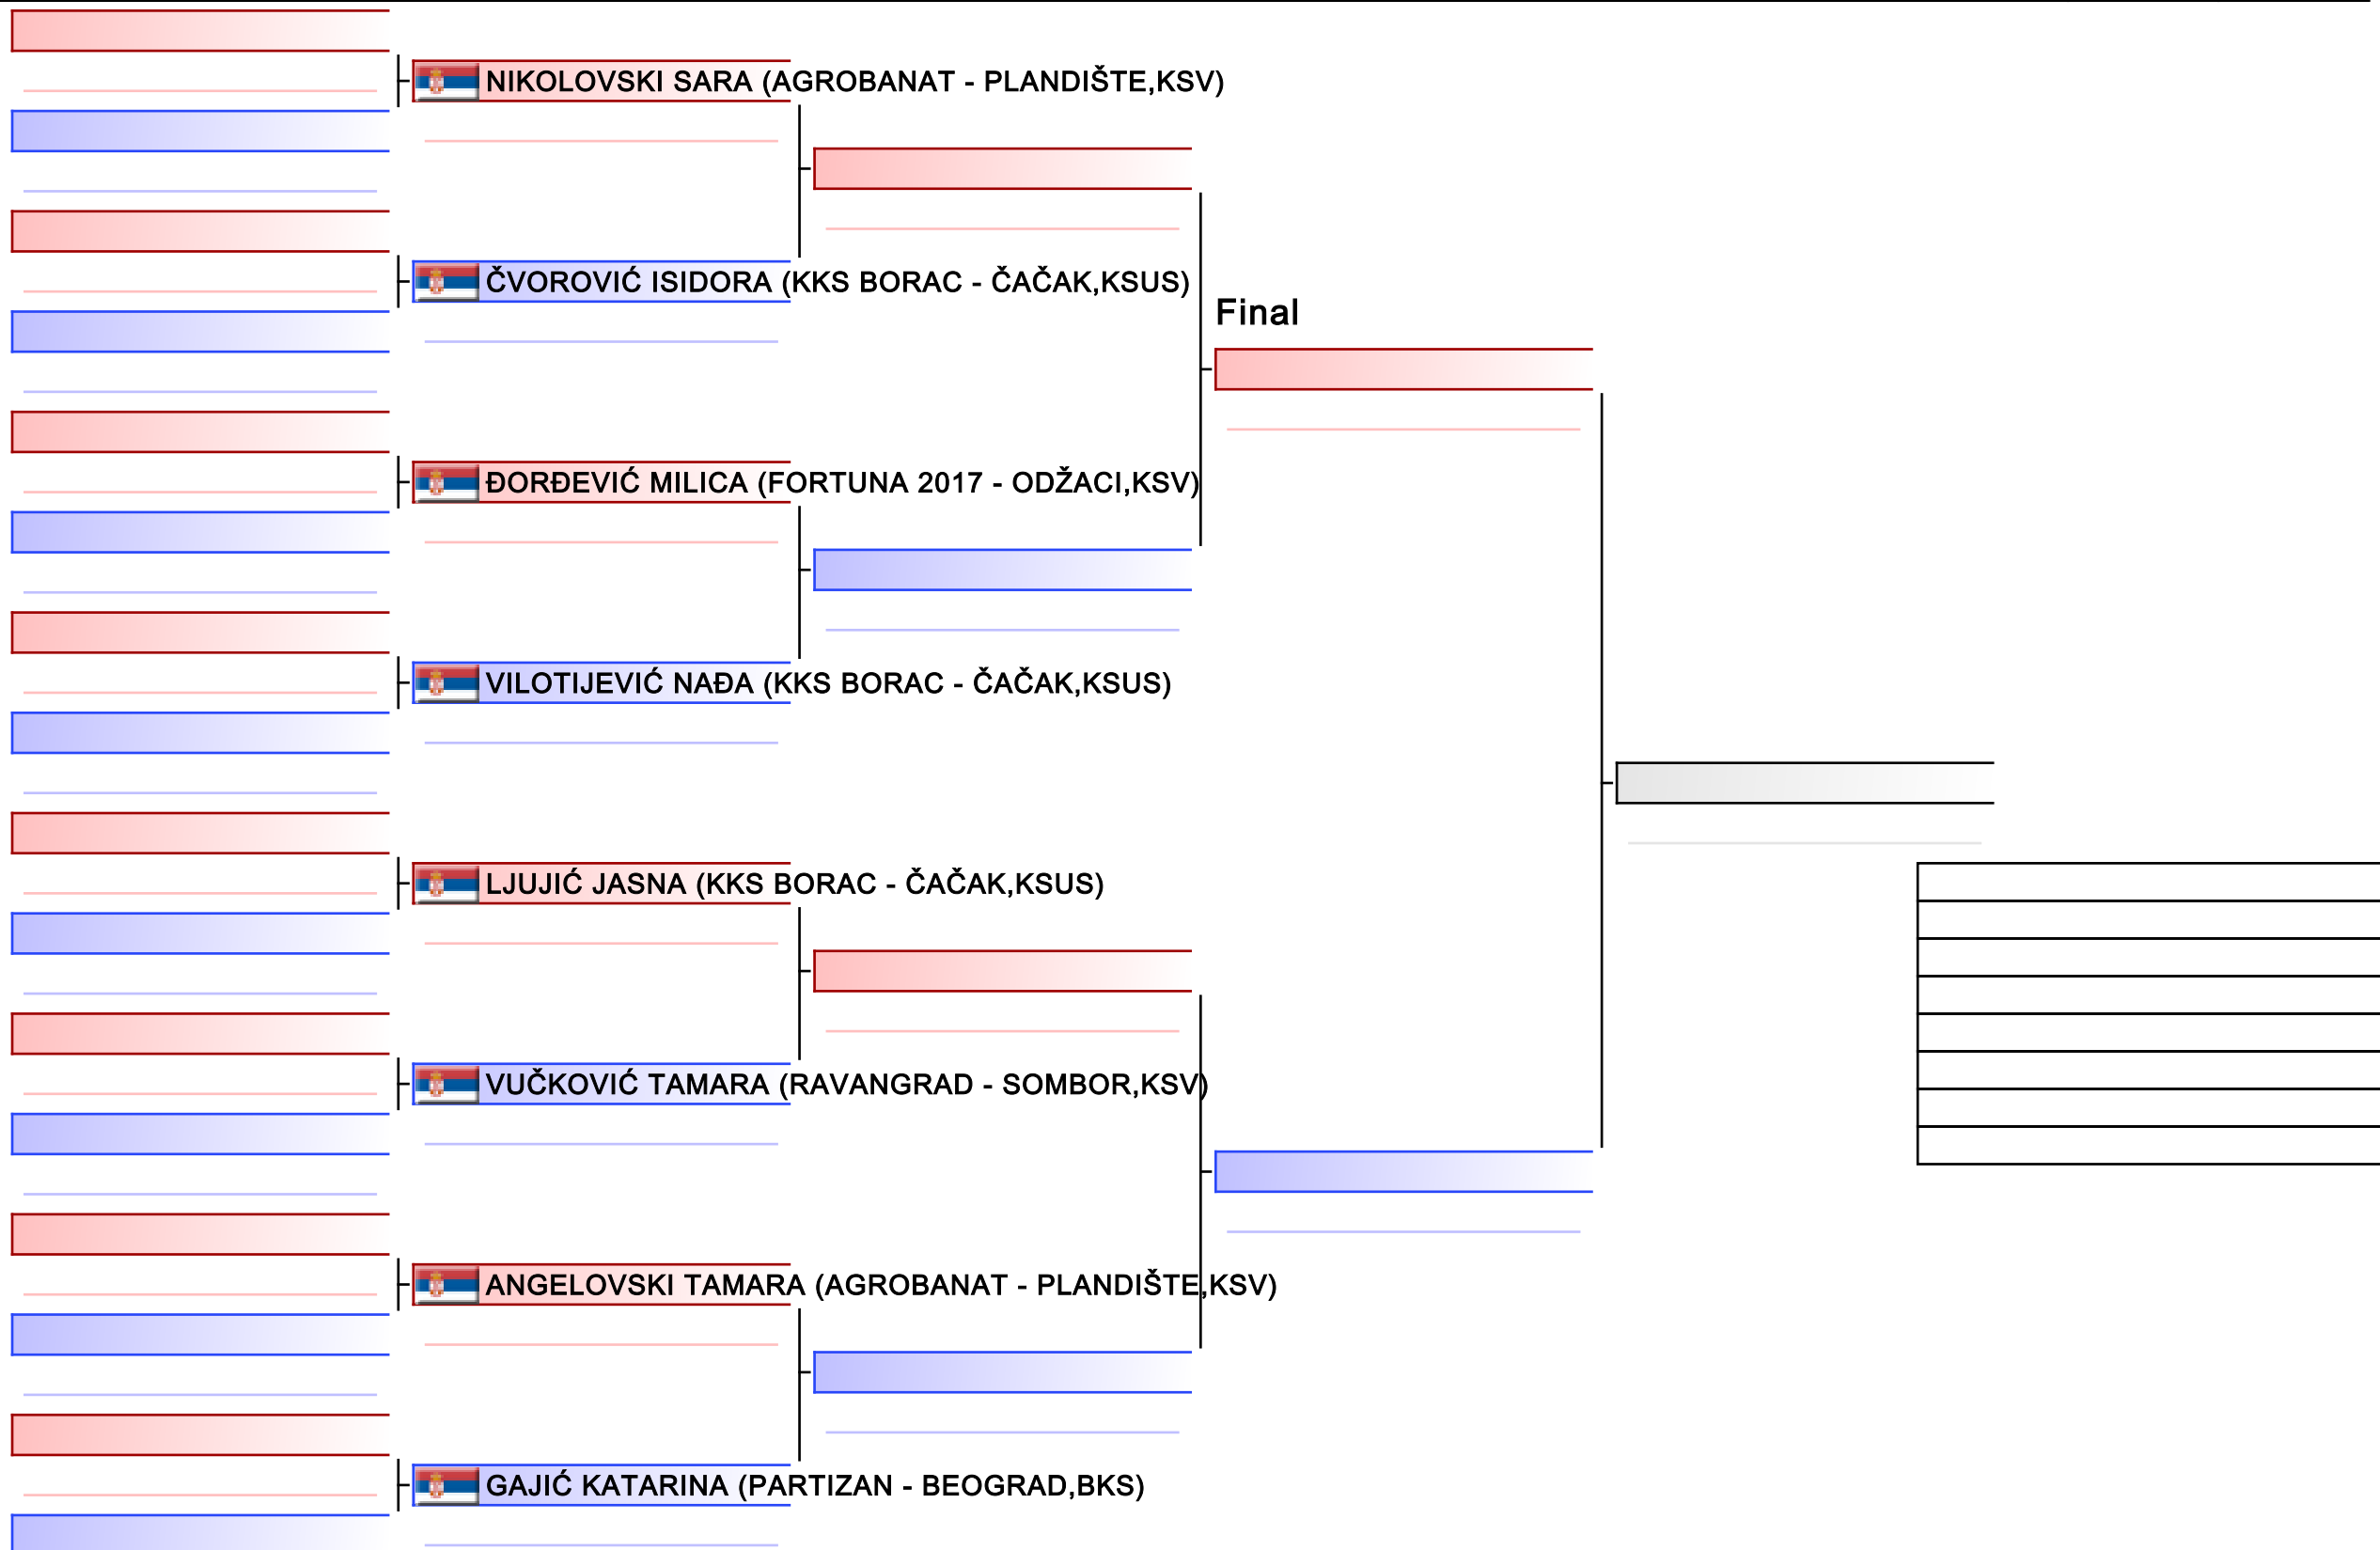 NIKOLOVSKI SARA (AGROBANAT - PLANDIŠTE,KSV)
ČVOROVIĆ ISIDORA (KKS BORAC - ČAČAK,KSUS)
Final
ĐORĐEVIĆ MILICA (FORTUNA 2017 - ODŽACI,KSV)
VILOTIJEVIĆ NAĐA (KKS BORAC - ČAČAK,KSUS)
LJUJIĆ JASNA (KKS BORAC - ČAČAK,KSUS)
VUČKOVIĆ TAMARA (RAVANGRAD - SOMBOR,KSV)
ANGELOVSKI TAMARA (AGROBANAT - PLANDIŠTE,KSV)
GAJIĆ KATARINA (PARTIZAN - BEOGRAD,BKS)